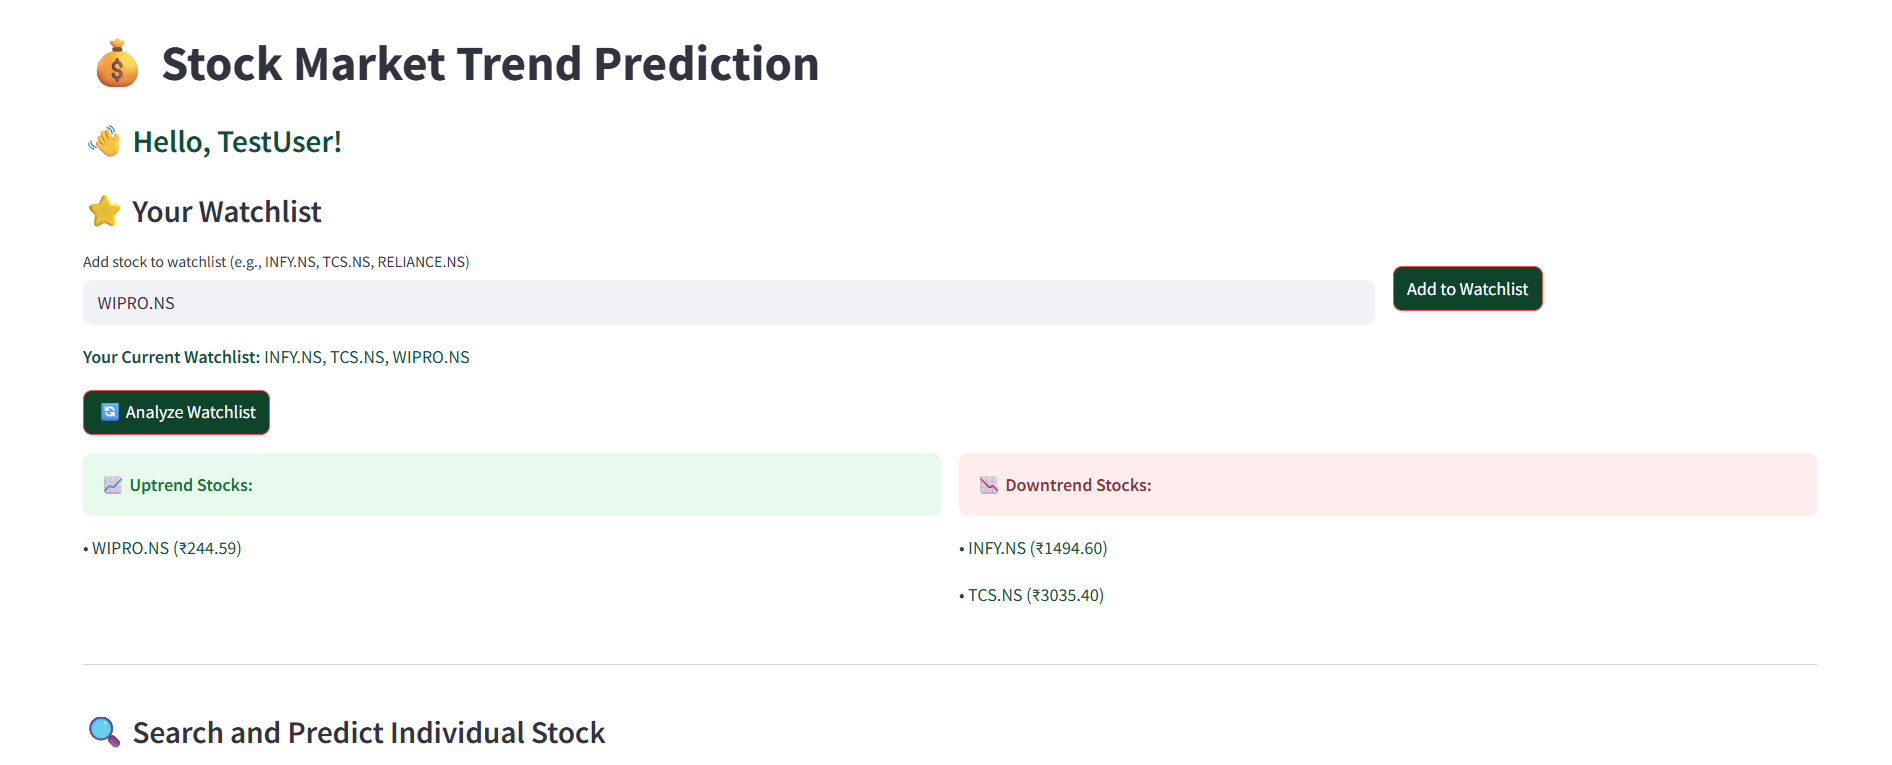 Stock Market Trend Prediction
Hello, TestUser!
Your Watchlist
Add stock to watchlist (e.g., INFY.NS, TCS.NS, RELIANCE.NS)
WIPRO.NS
Add to Watchlist
Your Current Watchlist: INFY.NS, TCS.NS, WIPRO.NS
Analyze Watchlist
Uptrend Stocks:
• WIPRO.NS (₹244.59)
Downtrend Stocks:
• INFY.NS (₹1494.60)
• TCS.NS (₹3035.40)
Search and Predict Individual Stock